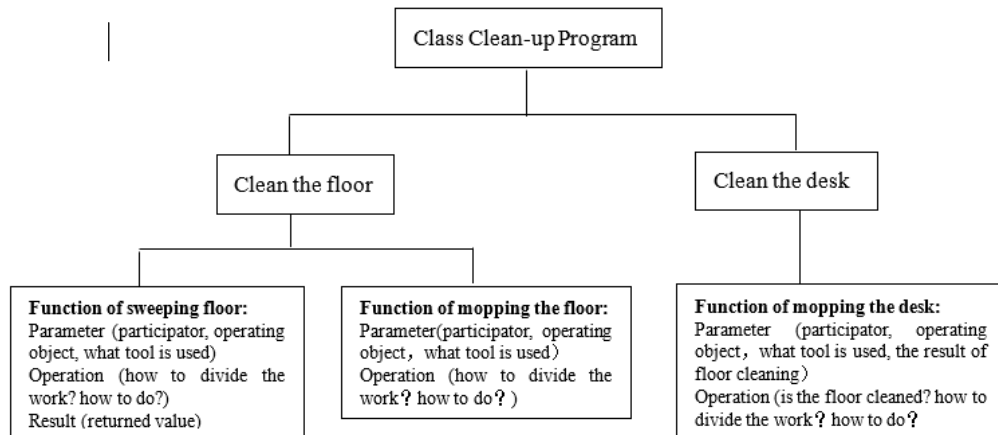 Class Clean-up Program
Clean the floor
Clean the desk
Function of sweeping floor:
Parameter (participator, operating
object, what tool is used)
Operation (how to divide the
work? how to do?)
Result (returned value)
Function of mopping the floor:
Parameter(participator, operating
object，what tool is used）
Operation (how to divide the
work？how to do？)
Function of mopping the desk:
Parameter (participator, operating
object，what tool is used, the result of
floor cleaning）
Operation (is the floor cleaned? how to
divide the work？how to do？